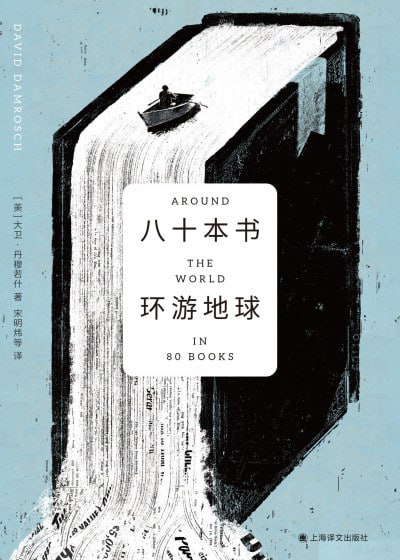 DAVID DAMROSCH
[美]大卫·丹穆若什 著
宋明炜等 译
AROUND
八十本书
THE
WORLD
环游地球
IN
80 BOOKS
上海译文出版社